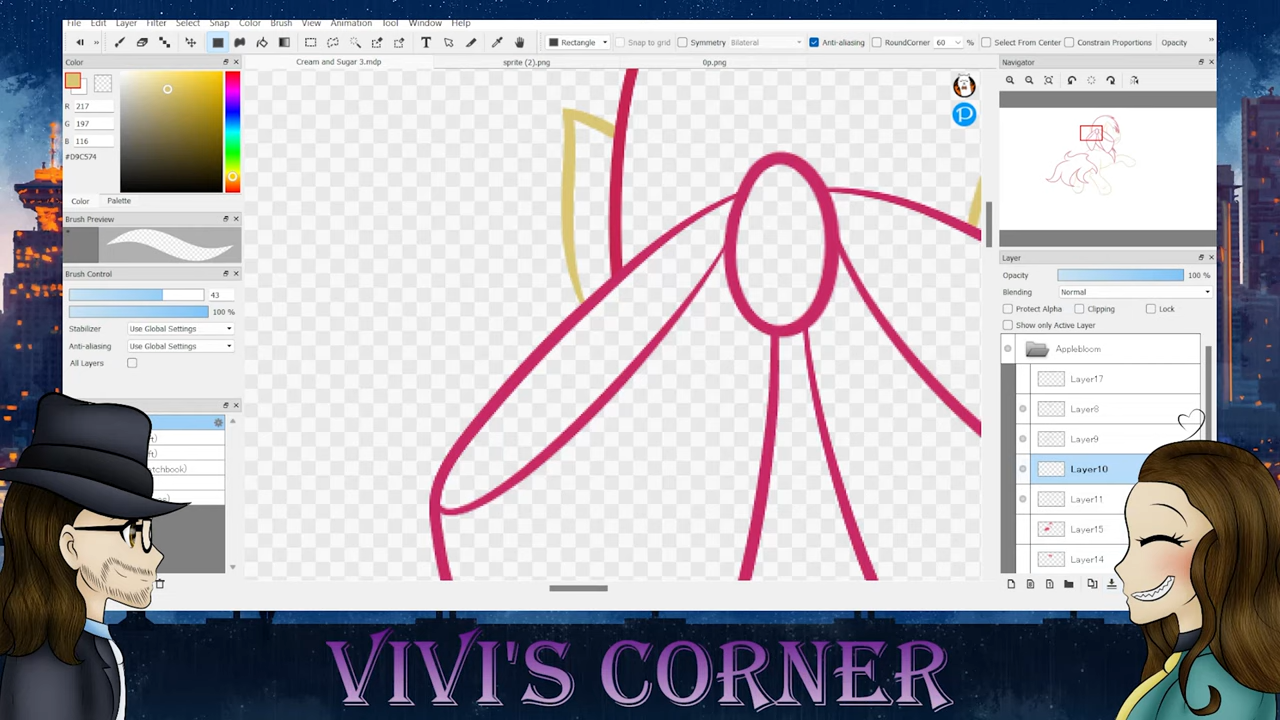 File Edit Layer Filter Select Snap Color Brush View Animation Tool Window Help
Rectangle Snap to grid Symmetry Bilateral Anti-aliasing RoundCorner 60 % Select From Center Constrain Proportions Opacity
Color
Cream and Sugar 3.mdp
sprite (2).png
0p.png
Navigator
R 217
G 197
B 116
#D9C574
Color Palette
Brush Preview
Brush Control
43
100 %
Stabilizer Use Global Settings
Anti-aliasing Use Global Settings
All Layers
Layer
Opacity 100 %
Blending Normal
Protect Alpha Clipping Lock
Show only Active Layer
Applebloom
Layer17
Layer8
Layer9
Layer10
Layer11
Layer15
Layer14
P
VIVI'S CORNER